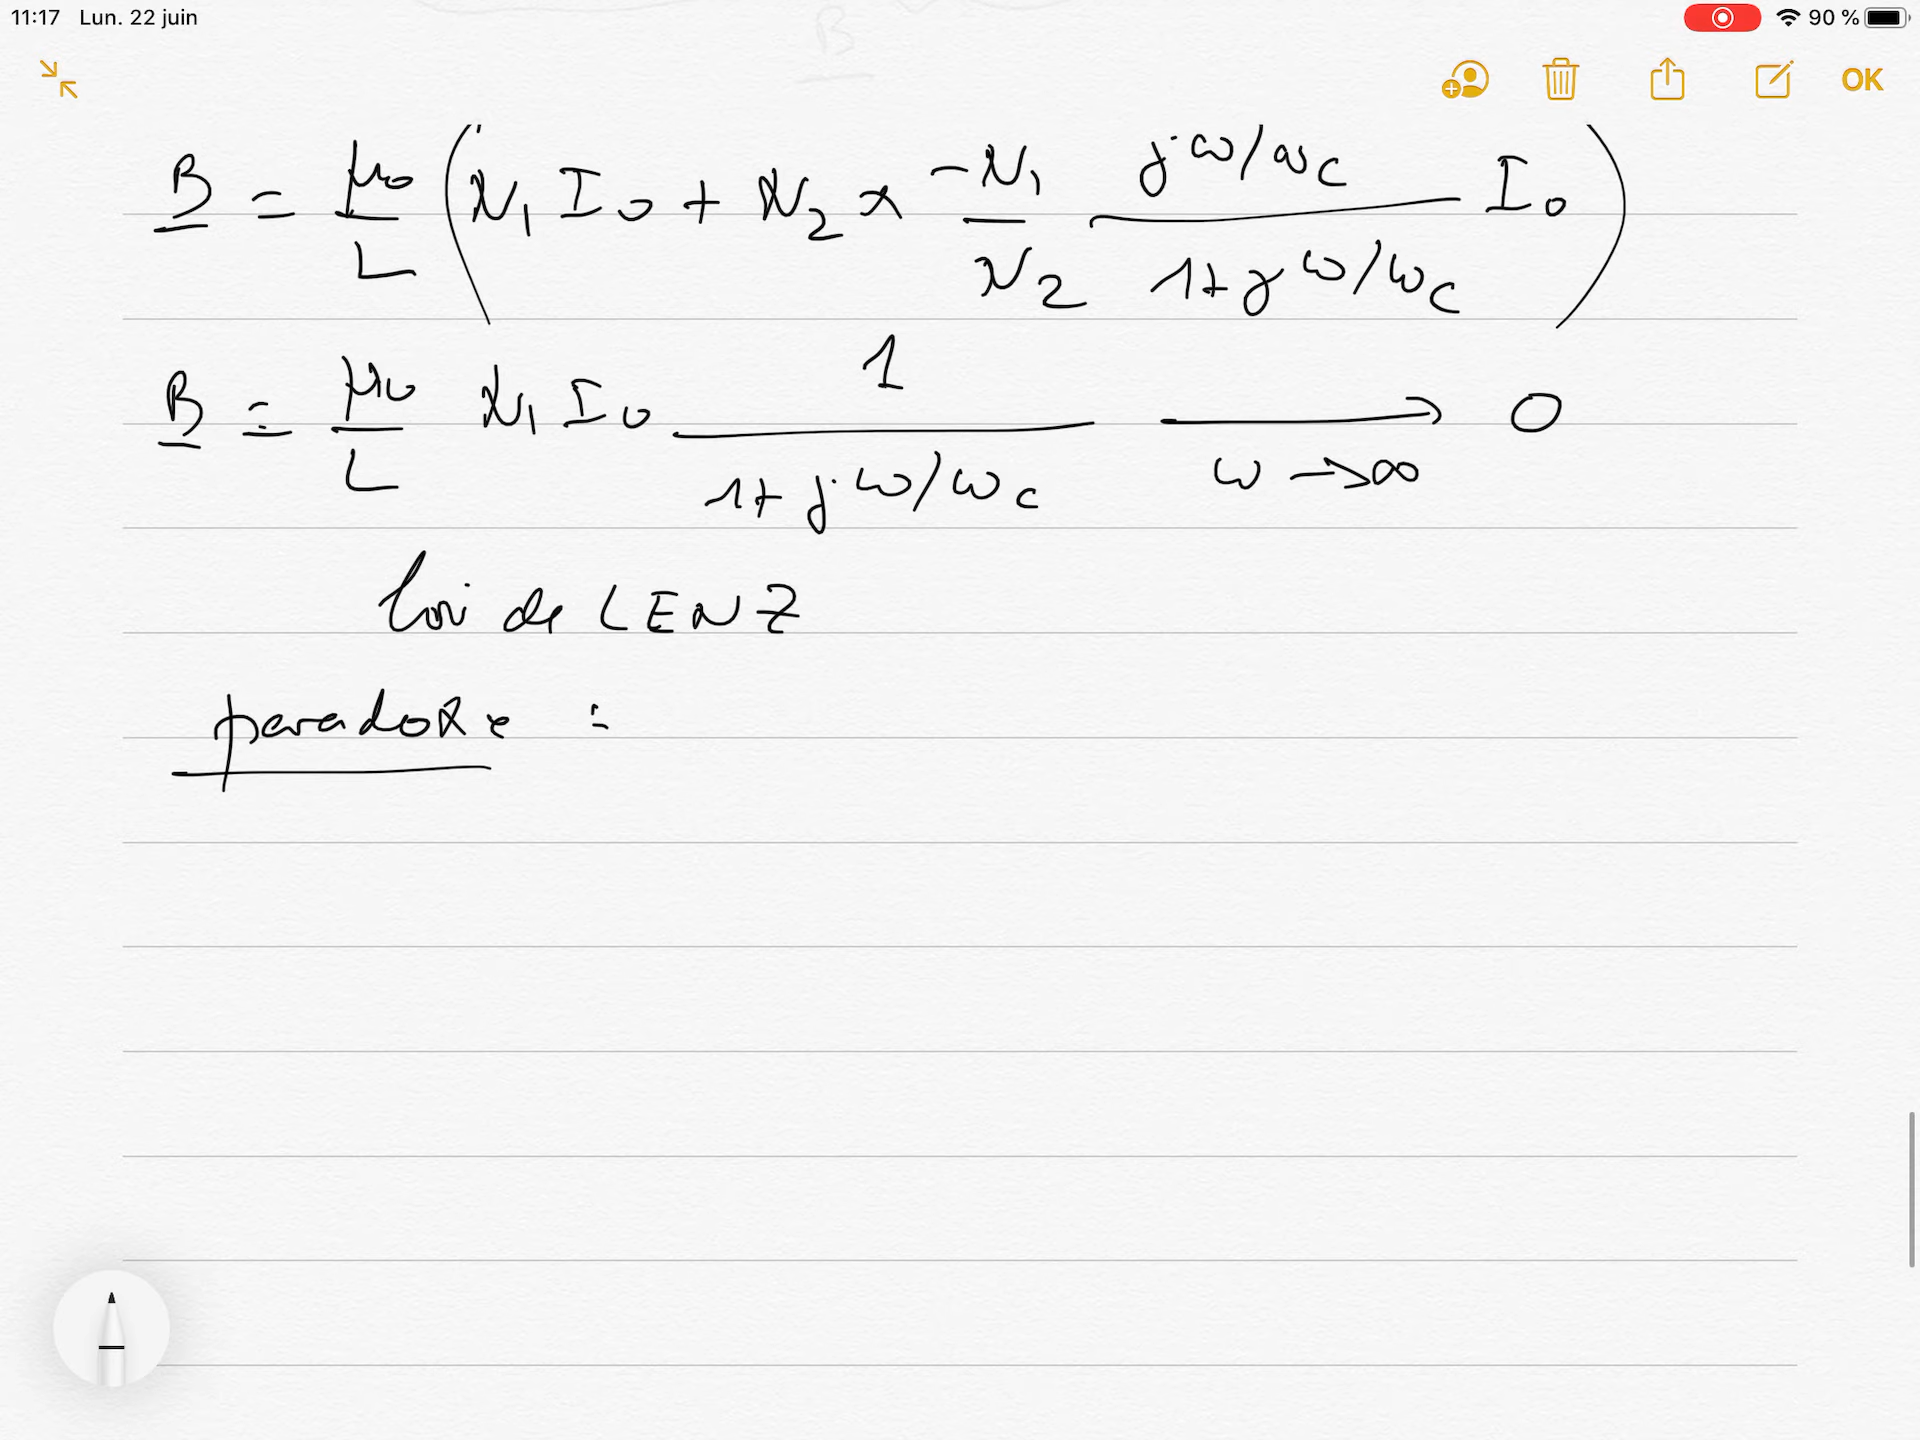 11:17 Lun. 22 juin 90 %
B
OK
B = μ₀/L (N₁ I₀ + N₂ × -N₁/N₂ jω/ωc / 1+jω/ωc I₀)
B = μ₀/L N₁ I₀ 1 / 1+jω/ωc ⟶ 0
ω → ∞
loi de LENZ
paradoxe :